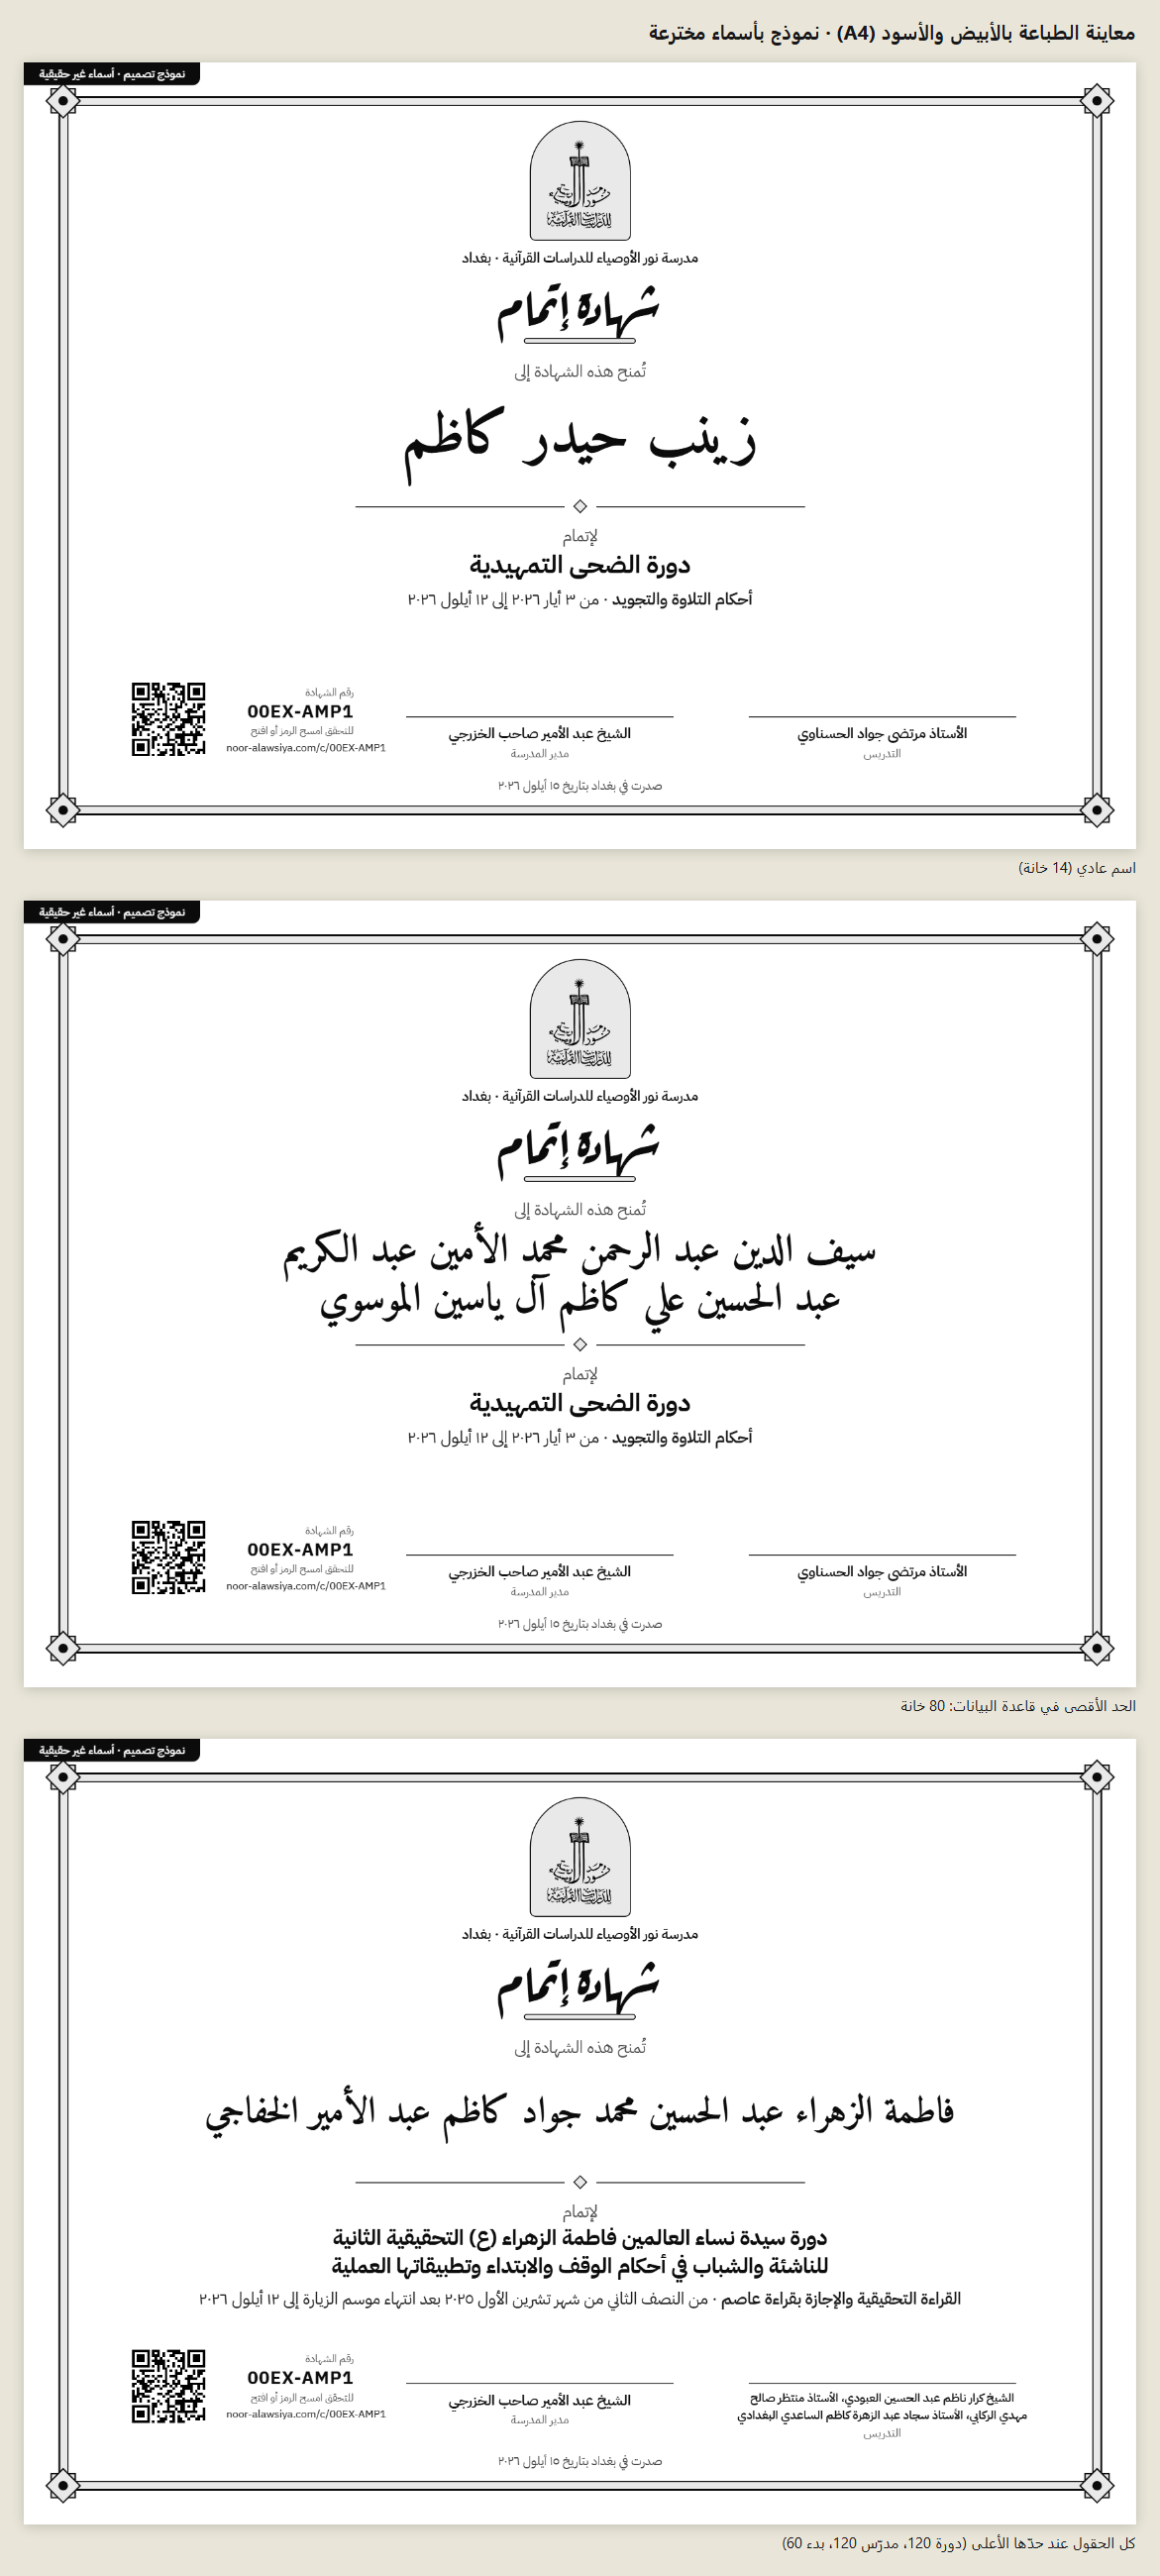 معاينة الطباعة بالأبيض والأسود (A4) · نموذج بأسماء مخترعة
نموذج تصميم · أسماء غير حقيقية
مدرسة نور الأوصياء للدراسات القرآنية · بغداد
شهادة إتمام
تُمنح هذه الشهادة إلى
زينب حيدر كاظم
لإتمام
دورة الضحى التمهيدية
أحكام التلاوة والتجويد · من ٣ أيار ٢٠٢٦ إلى ١٢ أيلول ٢٠٢٦
الأستاذ مرتضى جواد الحسناوي
التدريس
الشيخ عبد الأمير صاحب الخزرجي
مدير المدرسة
رقم الشهادة
00EX-AMP1
للتحقق امسح الرمز أو افتح
noor-alawsiya.com/c/00EX-AMP1
صدرت في بغداد بتاريخ ١٥ أيلول ٢٠٢٦
اسم عادي (14 خانة)
نموذج تصميم · أسماء غير حقيقية
مدرسة نور الأوصياء للدراسات القرآنية · بغداد
شهادة إتمام
تُمنح هذه الشهادة إلى
سيف الدين عبد الرحمن محمد الأمين عبد الكريم
عبد الحسين علي كاظم آل ياسين الموسوي
لإتمام
دورة الضحى التمهيدية
أحكام التلاوة والتجويد · من ٣ أيار ٢٠٢٦ إلى ١٢ أيلول ٢٠٢٦
الأستاذ مرتضى جواد الحسناوي
التدريس
الشيخ عبد الأمير صاحب الخزرجي
مدير المدرسة
رقم الشهادة
00EX-AMP1
للتحقق امسح الرمز أو افتح
noor-alawsiya.com/c/00EX-AMP1
صدرت في بغداد بتاريخ ١٥ أيلول ٢٠٢٦
الحد الأقصى في قاعدة البيانات: 80 خانة
نموذج تصميم · أسماء غير حقيقية
مدرسة نور الأوصياء للدراسات القرآنية · بغداد
شهادة إتمام
تُمنح هذه الشهادة إلى
فاطمة الزهراء عبد الحسين محمد جواد كاظم عبد الأمير الخفاجي
لإتمام
دورة سيدة نساء العالمين فاطمة الزهراء (ع) التحقيقية الثانية
للناشئة والشباب في أحكام الوقف والابتداء وتطبيقاتها العملية
القراءة التحقيقية والإجازة بقراءة عاصم · من النصف الثاني من شهر تشرين الأول ٢٠٢٥ بعد انتهاء موسم الزيارة إلى ١٢ أيلول ٢٠٢٦
الشيخ كرار ناظم عبد الحسين العبودي، الأستاذ منتظر صالح
مهدي الركابي، الأستاذ سجاد عبد الزهرة كاظم الساعدي البغدادي
التدريس
الشيخ عبد الأمير صاحب الخزرجي
مدير المدرسة
رقم الشهادة
00EX-AMP1
للتحقق امسح الرمز أو افتح
noor-alawsiya.com/c/00EX-AMP1
صدرت في بغداد بتاريخ ١٥ أيلول ٢٠٢٦
كل الحقول عند حدّها الأعلى (دورة 120، مدرّس 120، بدء 60)